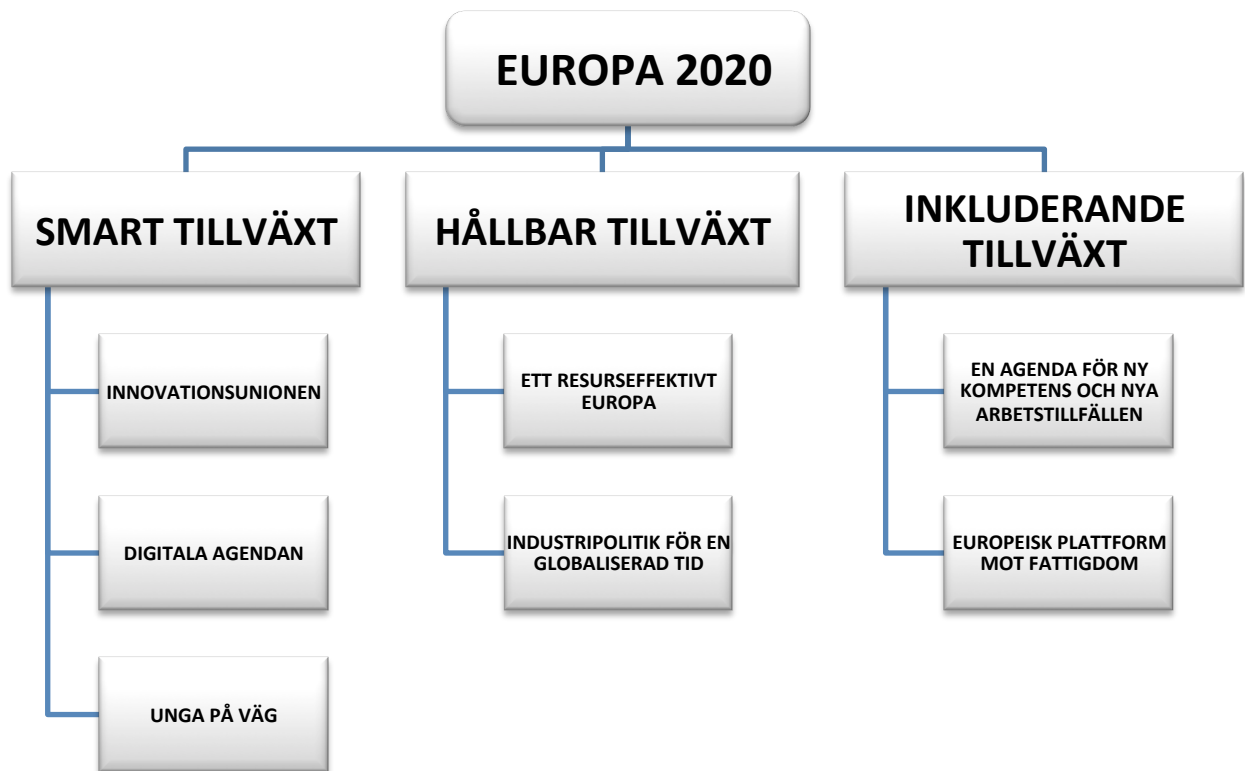 EUROPA 2020
SMART TILLVÄXT
INNOVATIONSUNIONEN
DIGITALA AGENDAN
UNGA PÅ VÄG
HÅLLBAR TILLVÄXT
ETT RESURSEFFEKTIVT
EUROPA
INDUSTRIPOLITIK FÖR EN
GLOBALISERAD TID
INKLUDERANDE
TILLVÄXT
EN AGENDA FÖR NY
KOMPETENS OCH NYA
ARBETSTILLFÄLLEN
EUROPEISK PLATTFORM
MOT FATTIGDOM